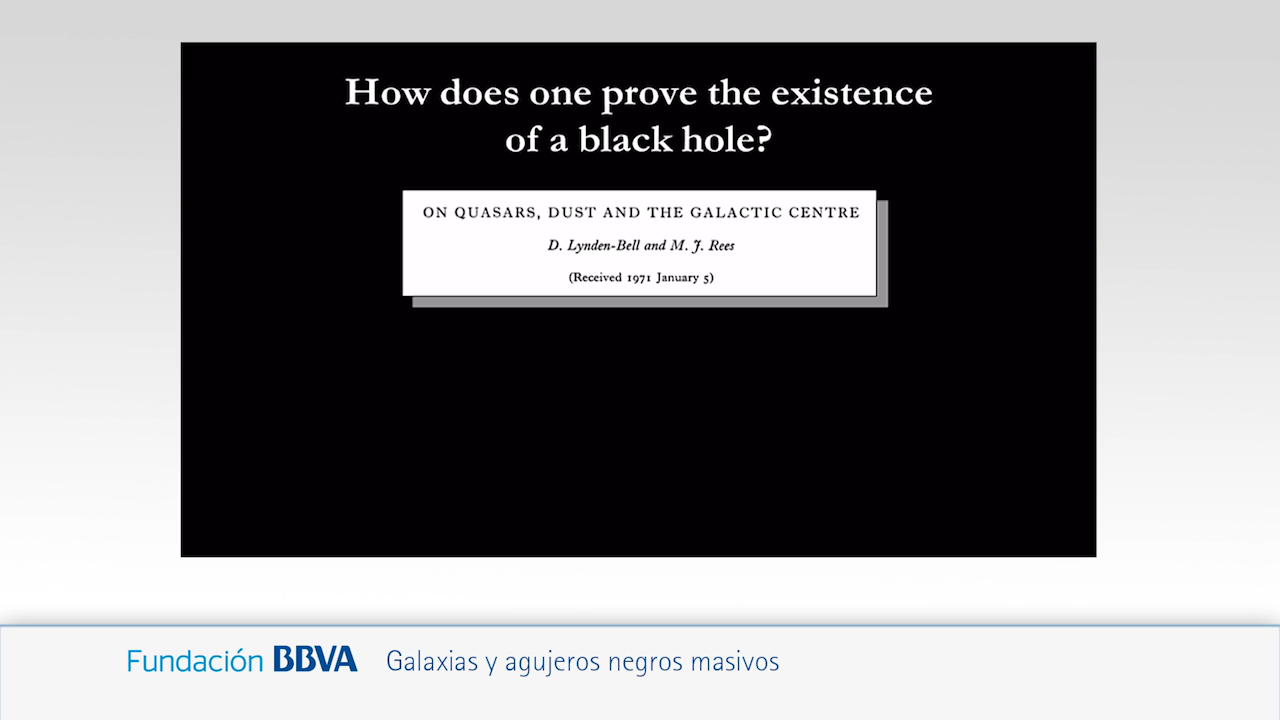 How does one prove the existence
of a black hole?
ON QUASARS, DUST AND THE GALACTIC CENTRE
D. Lynden-Bell and M. J. Rees
(Received 1971 January 5)
Fundación BBVA Galaxias y agujeros negros masivos